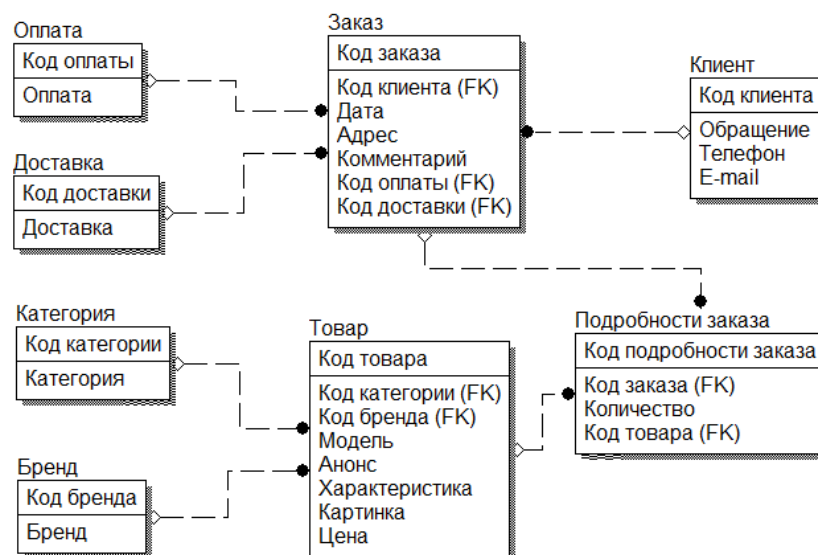 Оплата
Код оплаты
Оплата
Доставка
Код доставки
Доставка
Заказ
Код заказа
Код клиента (FK)
Дата
Адрес
Комментарий
Код оплаты (FK)
Код доставки (FK)
Клиент
Код клиента
Обращение
Телефон
E-mail
Категория
Код категории
Категория
Бренд
Код бренда
Бренд
Товар
Код товара
Код категории (FK)
Код бренда (FK)
Модель
Анонс
Характеристика
Картинка
Цена
Подробности заказа
Код подробности заказа
Код заказа (FK)
Количество
Код товара (FK)